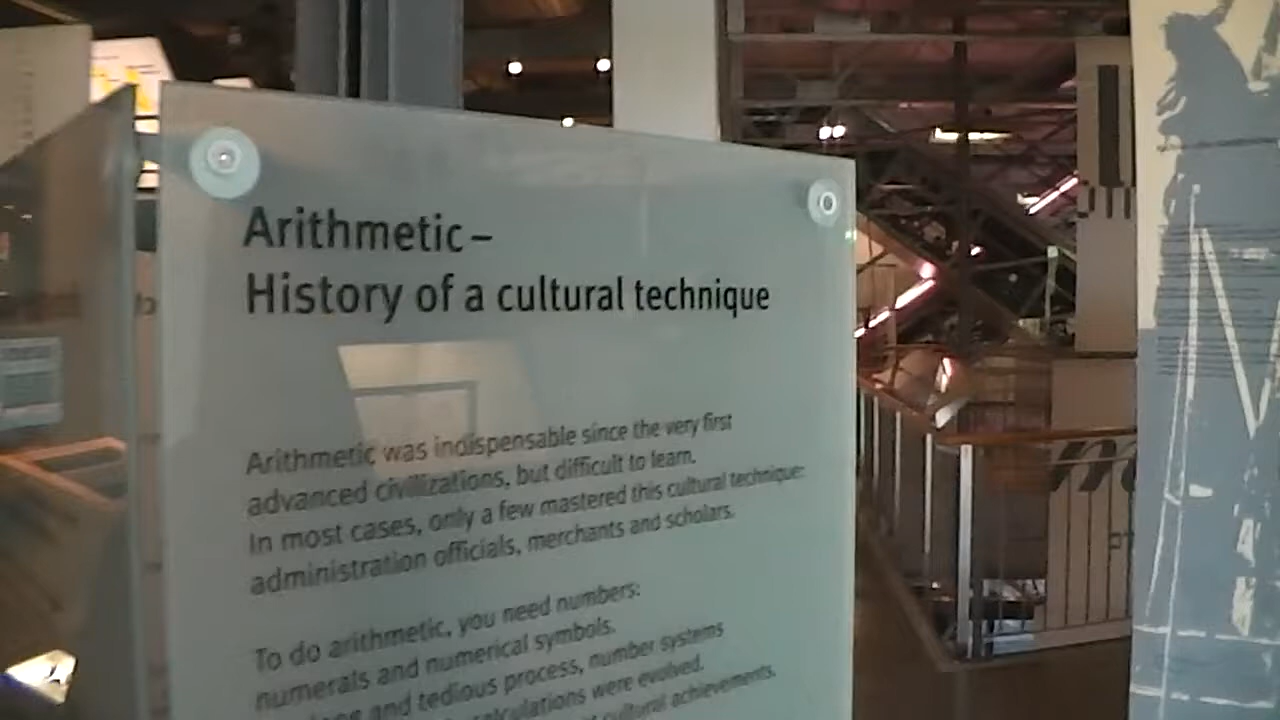 Arithmetic –
History of a cultural technique
Arithmetic was indispensable since the very first
advanced civilizations, but difficult to learn.
In most cases, only a few mastered this cultural technique:
administration officials, merchants and scholars.
To do arithmetic, you need numbers:
numerals and numerical symbols.
long and tedious process, number systems
calculations were evolved.
cultural achievements.